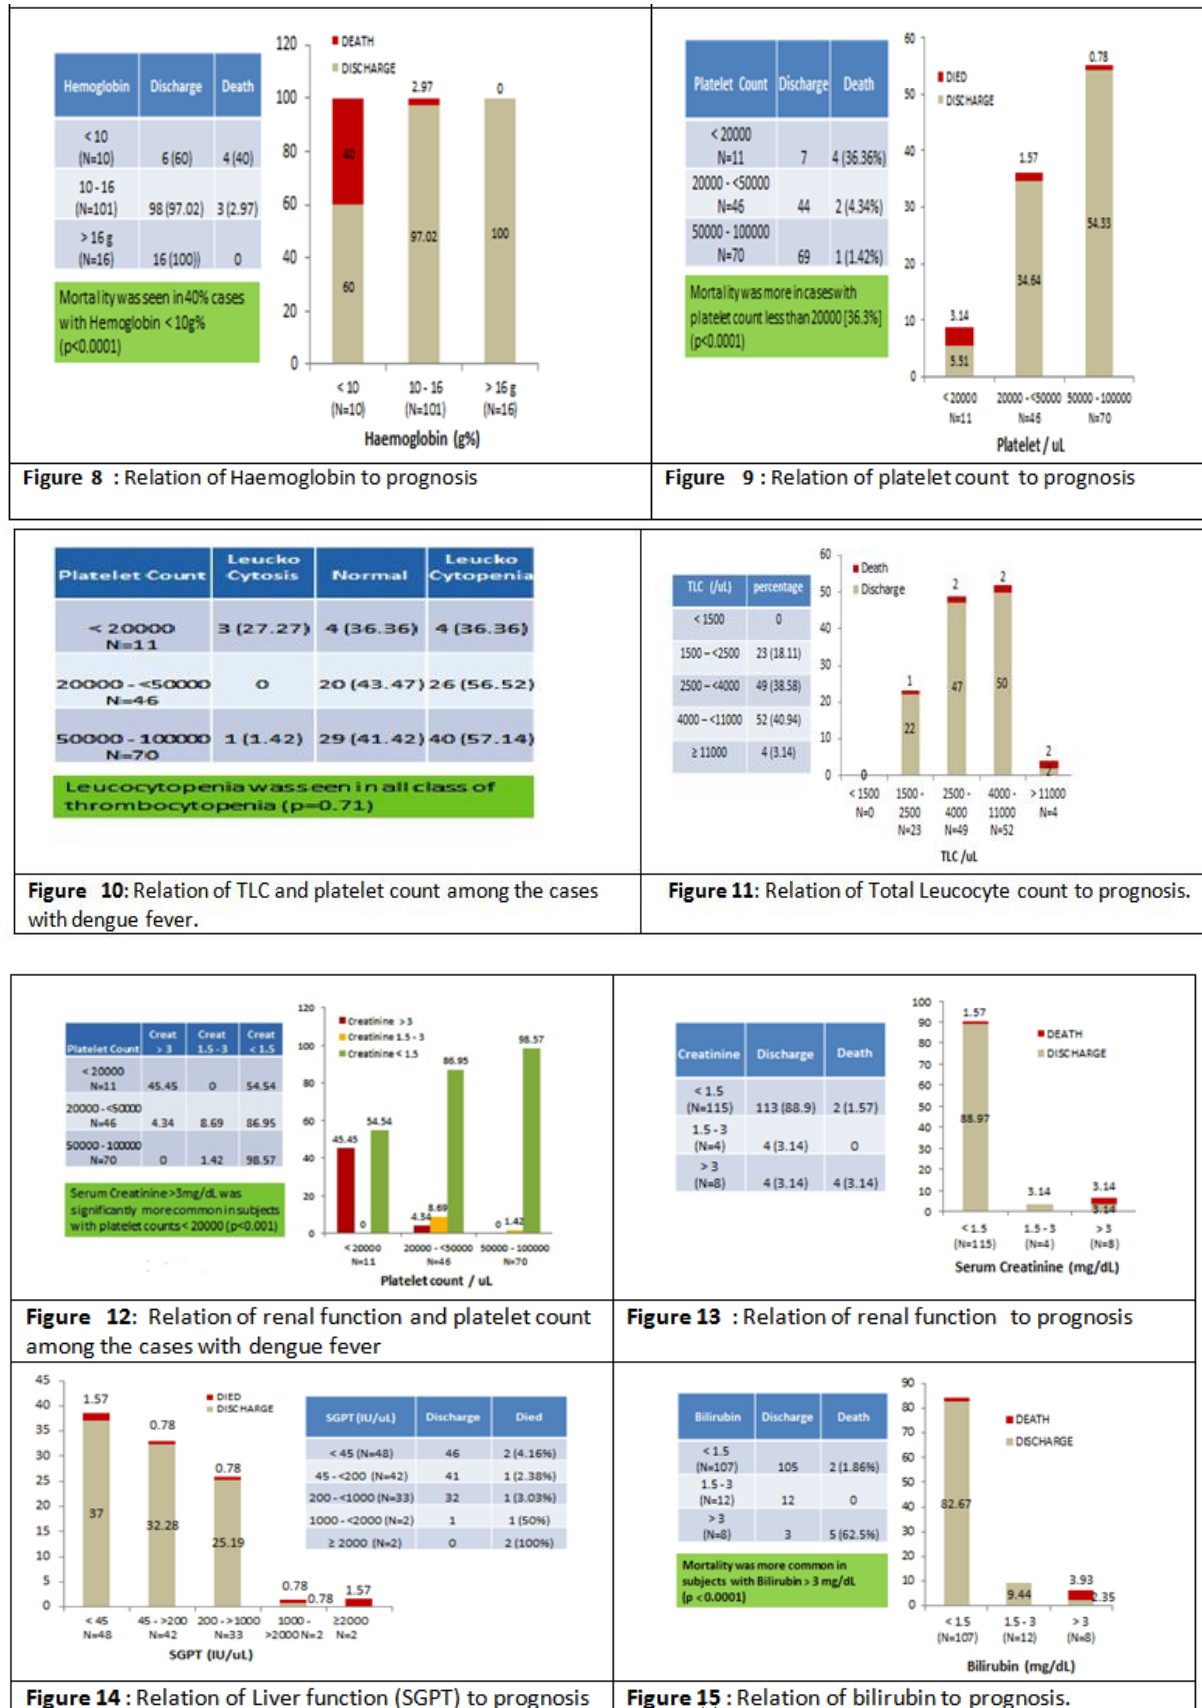 Hemoglobin Discharge Death
< 10
(N=10) 6 (60) 4 (40)
10 - 16
(N=101) 98 (97.02) 3 (2.97)
> 16 g
(N=16) 16 (100)) 0
Mortality was seen in 40% cases
with Hemoglobin < 10g%
(p<0.0001)
120
100
80
60
40
20
0
DEATH
DISCHARGE
2.97
0
40
60
97.02
100
< 10 10 - 16 > 16 g
(N=10) (N=101) (N=16)
Haemoglobin (g%)
Figure 8 : Relation of Haemoglobin to prognosis
Platelet Count Discharge Death
< 20000
N=11 7 4 (36.36%)
20000 - <50000
N=46 44 2 (4.34%)
50000 - 100000
N=70 69 1 (1.42%)
Mortality was more in cases with
platelet count less than 20000 [36.3%]
(p<0.0001)
60
50
40
30
20
10
0
DIED
DISCHARGE
0.78
1.57
3.14
54.33
34.64
5.51
< 20000 20000 - <50000 50000 - 100000
N=11 N=46 N=70
Platelet / uL
Figure 9 : Relation of platelet count to prognosis
Platelet Count Leucko Cytosis Normal Leucko Cytopenia
< 20000 3 (27.27) 4 (36.36) 4 (36.36)
N=11
20000 - <50000 0 20 (43.47) 26 (56.52)
N=46
50000 - 100000 1 (1.42) 29 (41.42) 40 (57.14)
N=70
Leucocytopenia was seen in all class of
thrombocytopenia (p=0.71)
Figure 10: Relation of TLC and platelet count among the cases
with dengue fever.
TLC (/uL) percentage
< 1500 0
1500 – <2500 23 (18.11)
2500 – <4000 49 (38.58)
4000 – <11000 52 (40.94)
≥ 11000 4 (3.14)
60
50
40
30
20
10
0
Death
Discharge
2
2
1
2
0
22
47
50
2
< 1500 1500 - 2500 - 4000 - > 11000
N=0 2500 4000 11000 N=4
N=23 N=49 N=52
TLC /uL
Figure 11: Relation of Total Leucocyte count to prognosis.
Platelet Count Creat > 3 Creat 1.5 - 3 Creat < 1.5
< 20000
N=11 45.45 0 54.54
20000 - <50000
N=46 4.34 8.69 86.95
50000 - 100000
N=70 0 1.42 98.57
Serum Creatinine >3mg/dL was
significantly more common in subjects
with platelet counts < 20000 (p<0.001)
120
100
80
60
40
20
0
Creatinine > 3
Creatinine 1.5 - 3
Creatinine < 1.5
98.57
86.95
45.45
54.54
0
4.34
8.69
0
1.42
< 20000 20000 - <50000 50000 - 100000
N=11 N=46 N=70
Platelet count / uL
Figure 12: Relation of renal function and platelet count
among the cases with dengue fever
Creatinine Discharge Death
< 1.5
(N=115) 113 (88.9) 2 (1.57)
1.5 - 3
(N=4) 4 (3.14) 0
> 3
(N=8) 4 (3.14) 4 (3.14)
100
90
80
70
60
50
40
30
20
10
0
1.57
DEATH
DISCHARGE
88.97
3.14
3.14
3.14
< 1.5 1.5 - 3 > 3
(N=115) (N=4) (N=8)
Serum Creatinine (mg/dL)
Figure 13 : Relation of renal function to prognosis
45
40
35
30
25
20
15
10
5
0
1.57
0.78
0.78
DIED
DISCHARGE
37
32.28
25.19
0.78
0.78
1.57
< 45 45 - >200 200 - >1000 1000 - ≥2000
N=48 N=42 N=33 >2000 N=2 N=2
SGPT (IU/uL)
SGPT (IU/uL) Discharge Died
< 45 (N=48) 46 2 (4.16%)
45 - <200 (N=42) 41 1 (2.38%)
200 - <1000 (N=33) 32 1 (3.03%)
1000 - <2000 (N=2) 1 1 (50%)
≥ 2000 (N=2) 0 2 (100%)
Figure 14 : Relation of Liver function (SGPT) to prognosis
Bilirubin Discharge Death
< 1.5
(N=107) 105 2 (1.86%)
1.5 - 3
(N=12) 12 0
> 3
(N=8) 3 5 (62.5%)
Mortality was more common in
subjects with Bilirubin > 3 mg/dL
(p < 0.0001)
90
80
70
60
50
40
30
20
10
0
DEATH
DISCHARGE
82.67
9.44
3.93
2.35
< 1.5 1.5 - 3 > 3
(N=107) (N=12) (N=8)
Bilirubin (mg/dL)
Figure 15 : Relation of bilirubin to prognosis.